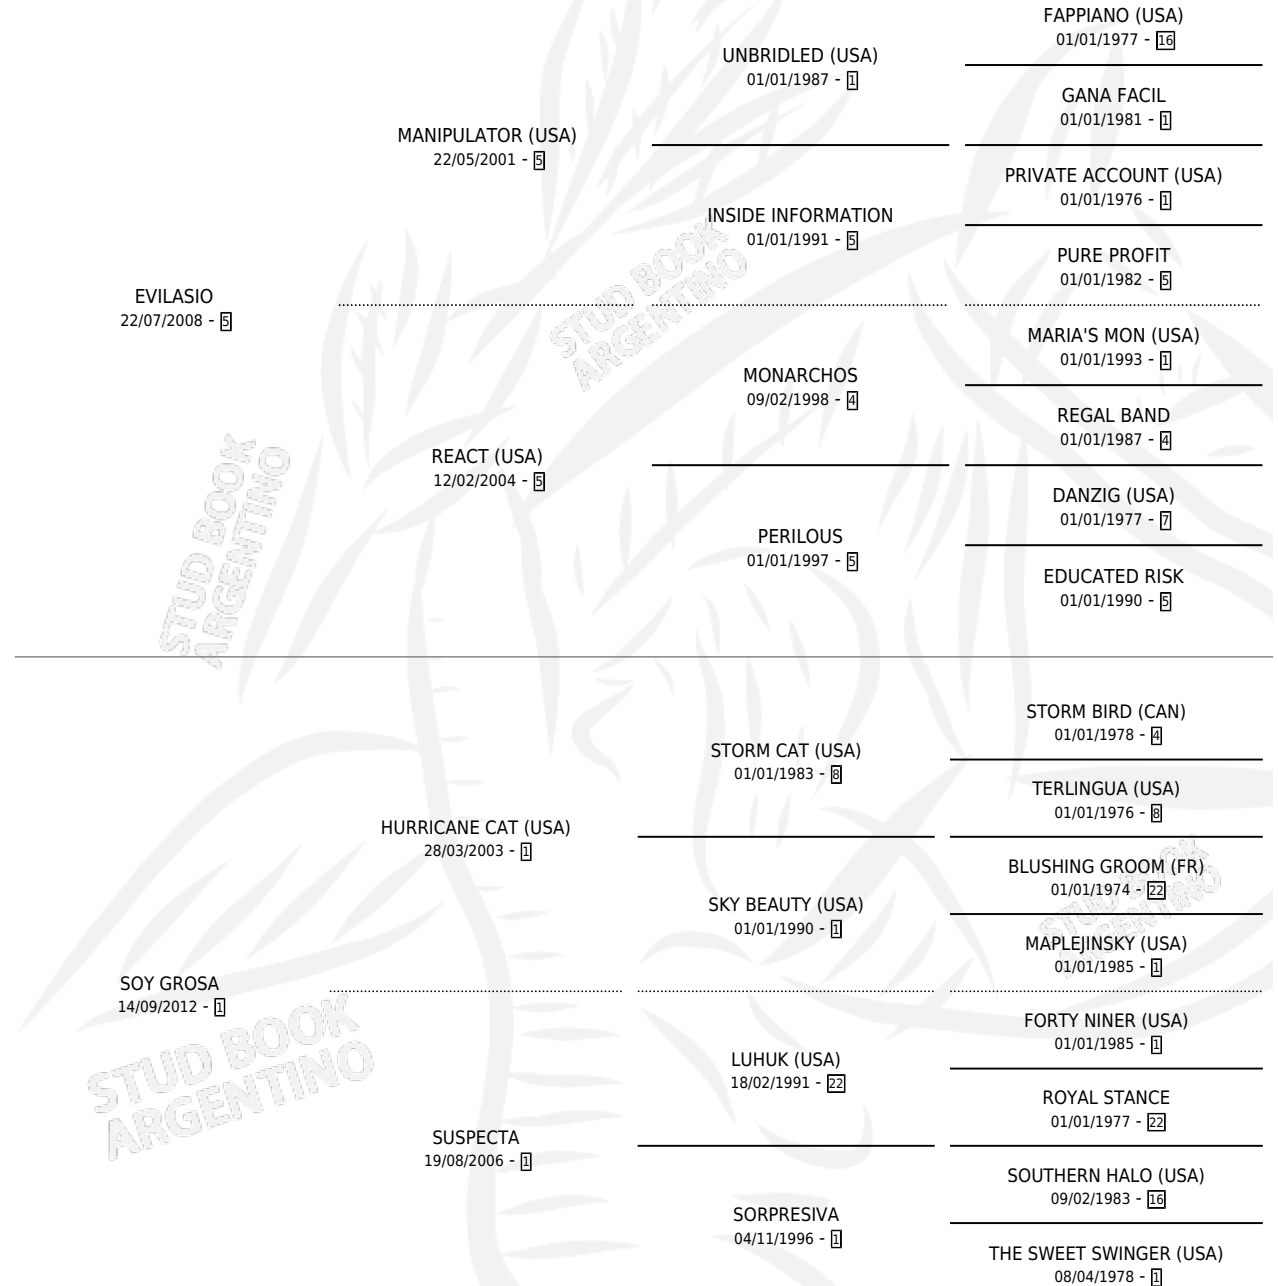 FAPPIANO (USA)
01/01/1977 - 16
UNBRIDLED (USA)
01/01/1987 - 1
GANA FACIL
01/01/1981 - 1
MANIPULATOR (USA)
22/05/2001 - 5
PRIVATE ACCOUNT (USA)
01/01/1976 - 1
INSIDE INFORMATION
01/01/1991 - 5
PURE PROFIT
01/01/1982 - 5
EVILASIO
22/07/2008 - 5
MARIA'S MON (USA)
01/01/1993 - 1
MONARCHOS
09/02/1998 - 4
REGAL BAND
01/01/1987 - 4
REACT (USA)
12/02/2004 - 5
DANZIG (USA)
01/01/1977 - 7
PERILOUS
01/01/1997 - 5
EDUCATED RISK
01/01/1990 - 5
STORM BIRD (CAN)
01/01/1978 - 4
STORM CAT (USA)
01/01/1983 - 8
TERLINGUA (USA)
01/01/1976 - 8
HURRICANE CAT (USA)
28/03/2003 - 1
BLUSHING GROOM (FR)
01/01/1974 - 22
SKY BEAUTY (USA)
01/01/1990 - 1
MAPLEJINSKY (USA)
01/01/1985 - 1
SOY GROSA
14/09/2012 - 1
FORTY NINER (USA)
01/01/1985 - 1
LUHUK (USA)
18/02/1991 - 22
ROYAL STANCE
01/01/1977 - 22
SUSPECTA
19/08/2006 - 1
SOUTHERN HALO (USA)
09/02/1983 - 16
SORPRESIVA
04/11/1996 - 1
THE SWEET SWINGER (USA)
08/04/1978 - 1
STUD BOOK
ARGENTINO
STUD BOOK
ARGENTINO
STUD BOOK
ARGENTINO
STUD BOOK
ARGENTINO